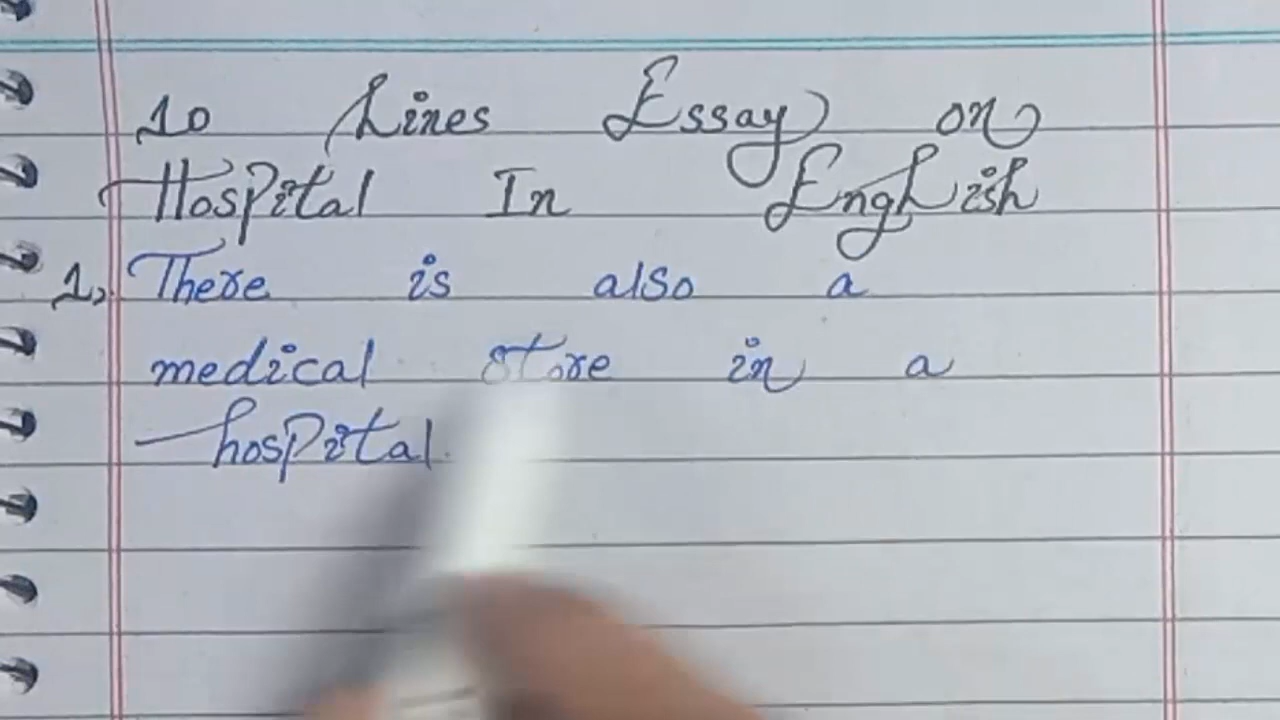 10 Lines Essay on
Hospital In English
1, There is also a
medical store in a
hospital.